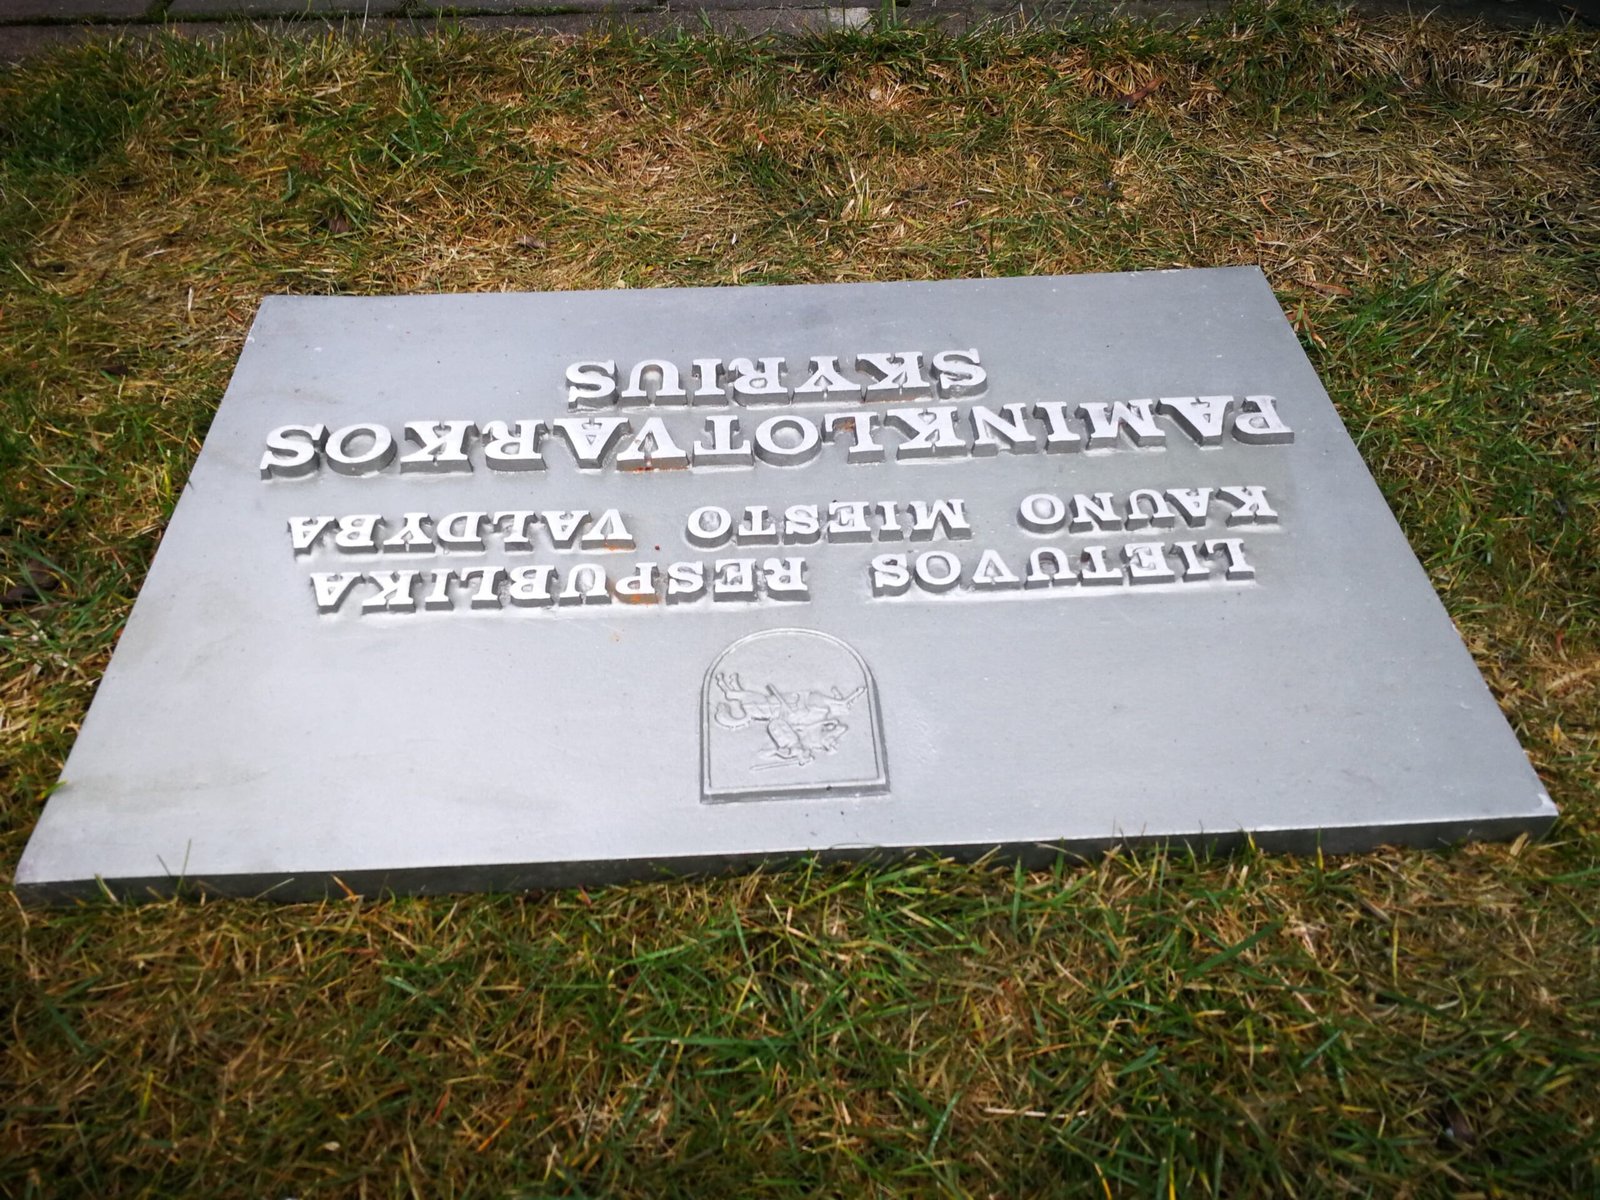 LIETUVOS RESPUBLIKA
KAUNO MIESTO VALDYBA
PAMINKLOTVARKOS
SKYRIUS